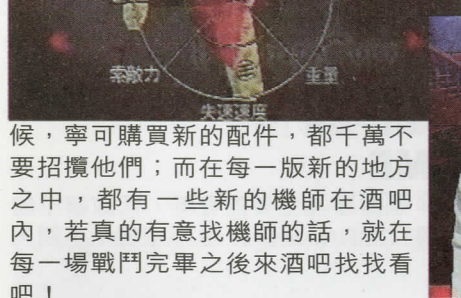 索敵力
重量
失速速度
候，寧可購買新的配件，都千萬不
要招攬他們；而在每一版新的地方
之中，都有一些新的機師在酒吧
內，若真的有意找機師的話，就在
每一場戰鬥完畢之後來酒吧找找看
吧！